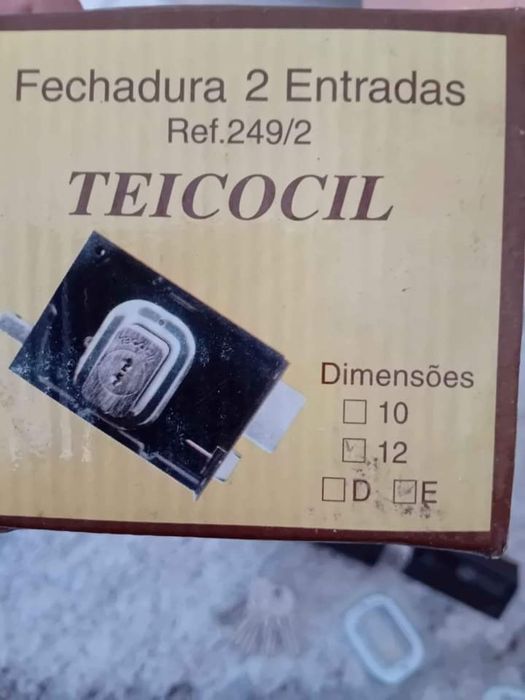 Fechadura 2 Entradas
Ref.249/2
TEICOCIL
Dimensões
10
12
D E